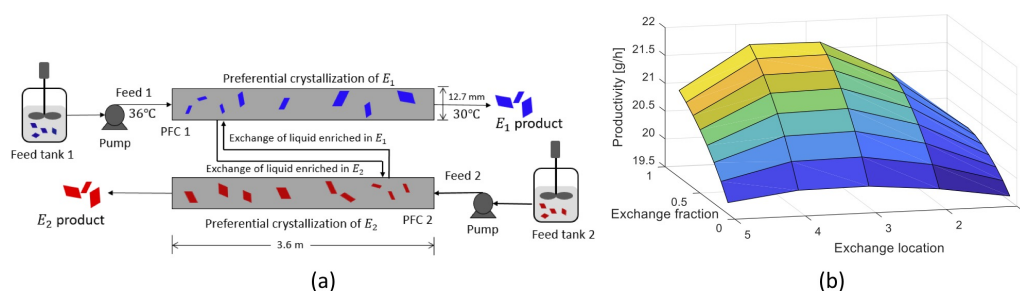 Preferential crystallization of E₁
Feed 1
36℃
12.7 mm
30℃
E₁ product
PFC 1
Feed tank 1
Pump
Exchange of liquid enriched in E₁
Exchange of liquid enriched in E₂
Feed 2
E₂ product
PFC 2
Preferential crystallization of E₂
Pump
Feed tank 2
3.6 m
(a)
Productivity [g/h]
22
21.5
21
20.5
20
19.5
1
0.5
0
Exchange fraction
5
4
3
2
Exchange location
(b)